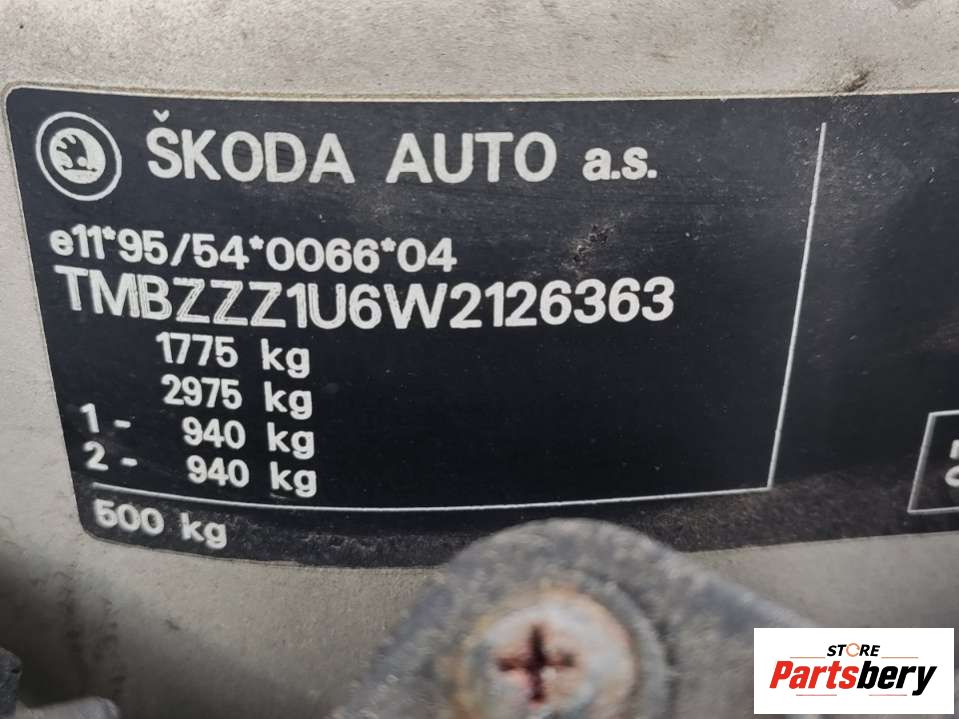 ŠKODA AUTO a.s.
e11*95/54*0066*04
TMBZZZ1U6W2126363
1775 kg
2975 kg
1 - 940 kg
2 - 940 kg
500 kg
STORE
Partsbery